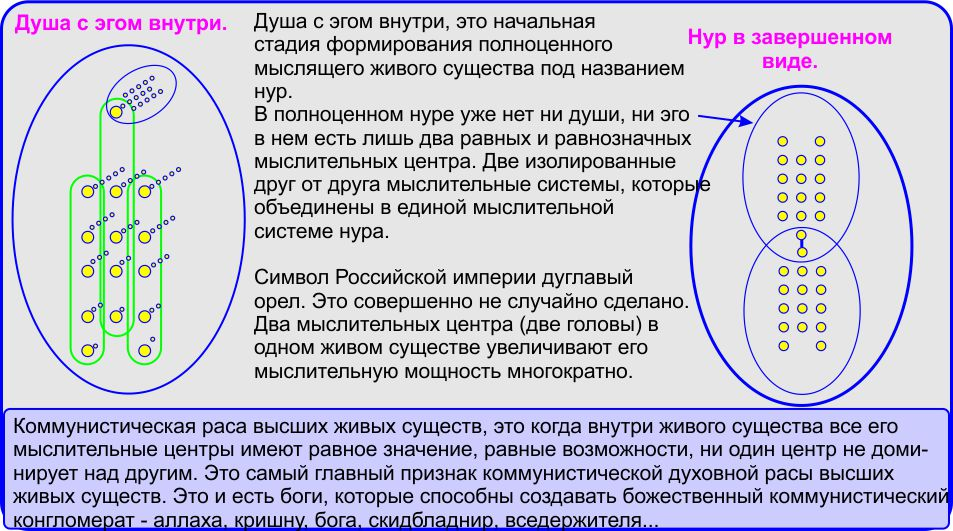 Душа с эгом внутри.
Душа с эгом внутри, это начальная
стадия формирования полноценного
мыслящего живого существа под названием
нур.
В полноценном нуре уже нет ни души, ни эго
в нем есть лишь два равных и равнозначных
мыслительных центра. Две изолированные
друг от друга мыслительные системы, которые
объединены в единой мыслительной
системе нура.
Символ Российской империи дуглавый
орел. Это совершенно не случайно сделано.
Два мыслительных центра (две головы) в
одном живом существе увеличивают его
мыслительную мощность многократно.
Нур в завершенном
виде.
Коммунистическая раса высших живых существ, это когда внутри живого существа все его
мыслительные центры имеют равное значение, равные возможности, ни один центр не доми-
нирует над другим. Это самый главный признак коммунистической духовной расы высших
живых существ. Это и есть боги, которые способны создавать божественный коммунистический
конгломерат - аллаха, кришну, бога, скидбладнир, вседержителя...